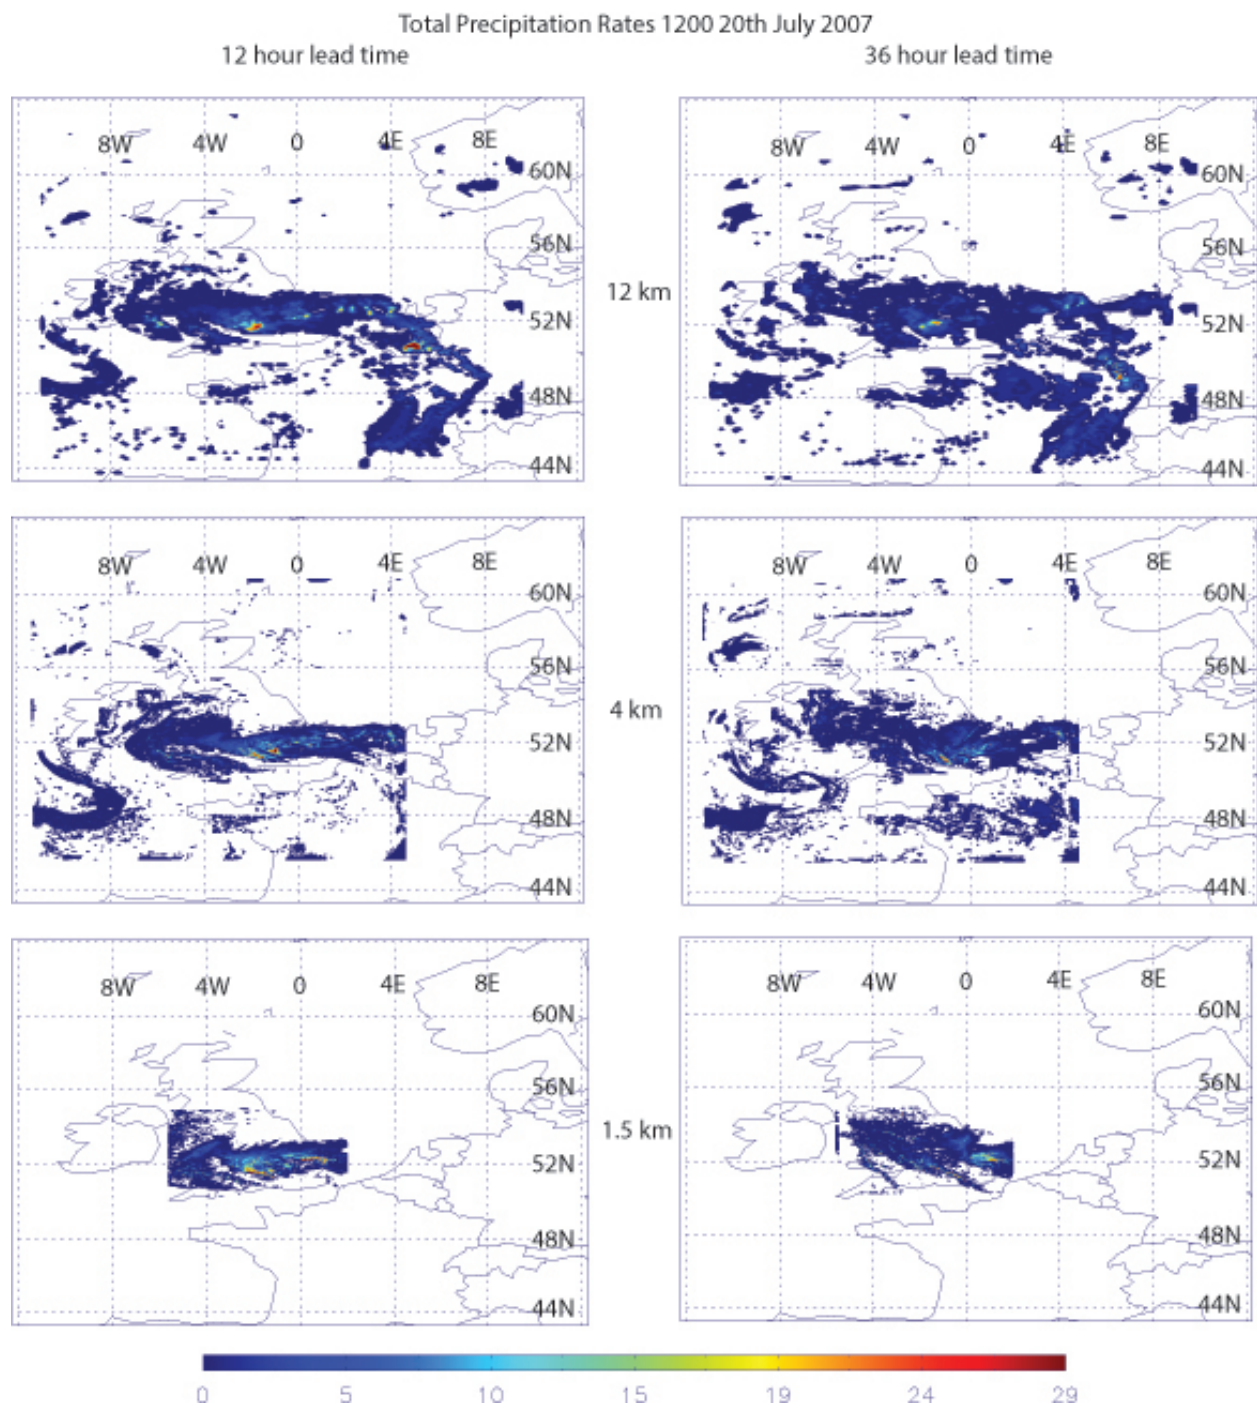 Total Precipitation Rates 1200 20th July 2007
12 hour lead time 36 hour lead time
8W 4W 0 4E 8E
60N
56N
52N
48N
44N
12 km
8W 4W 0 4E 8E
60N
56N
52N
48N
44N
8W 4W 0 4E 8E
60N
56N
52N
48N
44N
4 km
8W 4W 0 4E 8E
60N
56N
52N
48N
44N
8W 4W 0 4E 8E
60N
56N
52N
48N
44N
1.5 km
8W 4W 0 4E 8E
60N
56N
52N
48N
44N
0 5 10 15 19 24 29